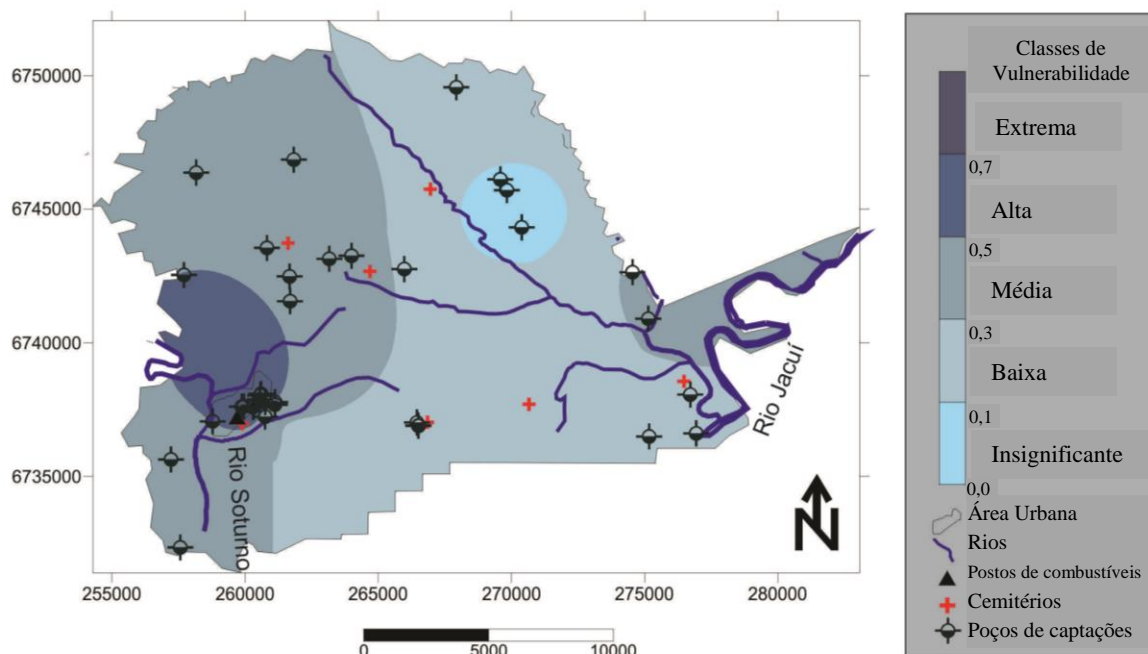 6750000
6745000
6740000
6735000
255000
260000
265000
270000
275000
280000
Rio Soturno
Rio Jacuí
N
0
5000
10000
Classes de
Vulnerabilidade
Extrema
0,7
Alta
0,5
Média
0,3
Baixa
0,1
Insignificante
0,0
Área Urbana
Rios
Postos de combustíveis
Cemitérios
Poços de captações